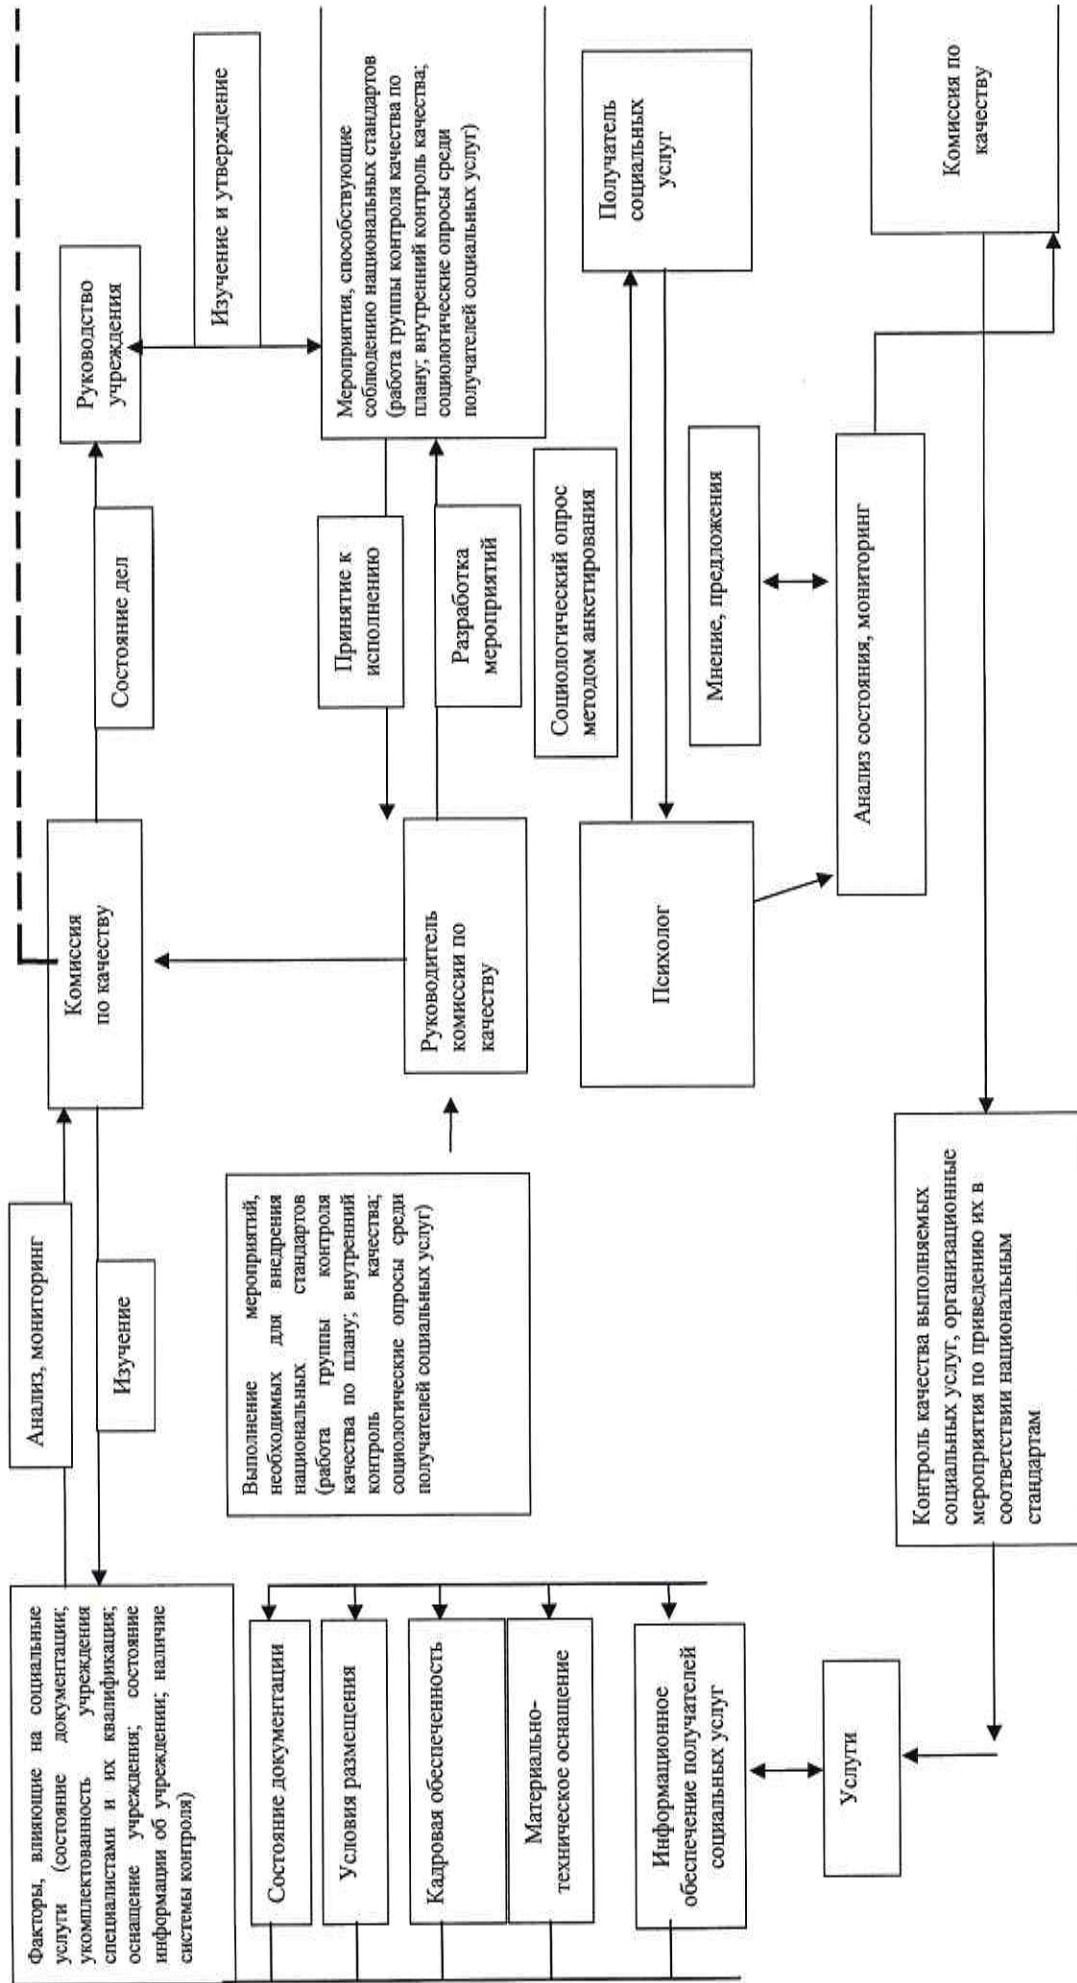 Факторы, влияющие на социальные
услуги (состояние документации;
укомплектованность учреждения
специалистами и их квалификация;
оснащение учреждения; состояние
информации об учреждении; наличие
системы контроля)
Анализ, мониторинг
Изучение
Комиссия
по качеству
Состояние дел
Руководство
учреждения
Изучение и утверждение
Выполнение мероприятий,
необходимых для внедрения
национальных стандартов
(работа группы контроля
качества по плану; внутренний
контроль качества;
социологические опросы среди
получателей социальных услуг)
Руководитель
комиссии по
качеству
Принятие к
исполнению
Разработка
мероприятий
Мероприятия, способствующие
соблюдению национальных стандартов
(работа группы контроля качества по
плану; внутренний контроль качества;
социологические опросы среди
получателей социальных услуг)
Состояние документации
Условия размещения
Кадровая обеспеченность
Материально-
техническое оснащение
Информационное
обеспечение получателей
социальных услуг
Услуги
Психолог
Социологический опрос
методом анкетирования
Получатель
социальных
услуг
Мнение, предложения
Анализ состояния, мониторинг
Контроль качества выполняемых
социальных услуг, организационные
мероприятия по приведению их в
соответствии национальным
стандартам
Комиссия по
качеству